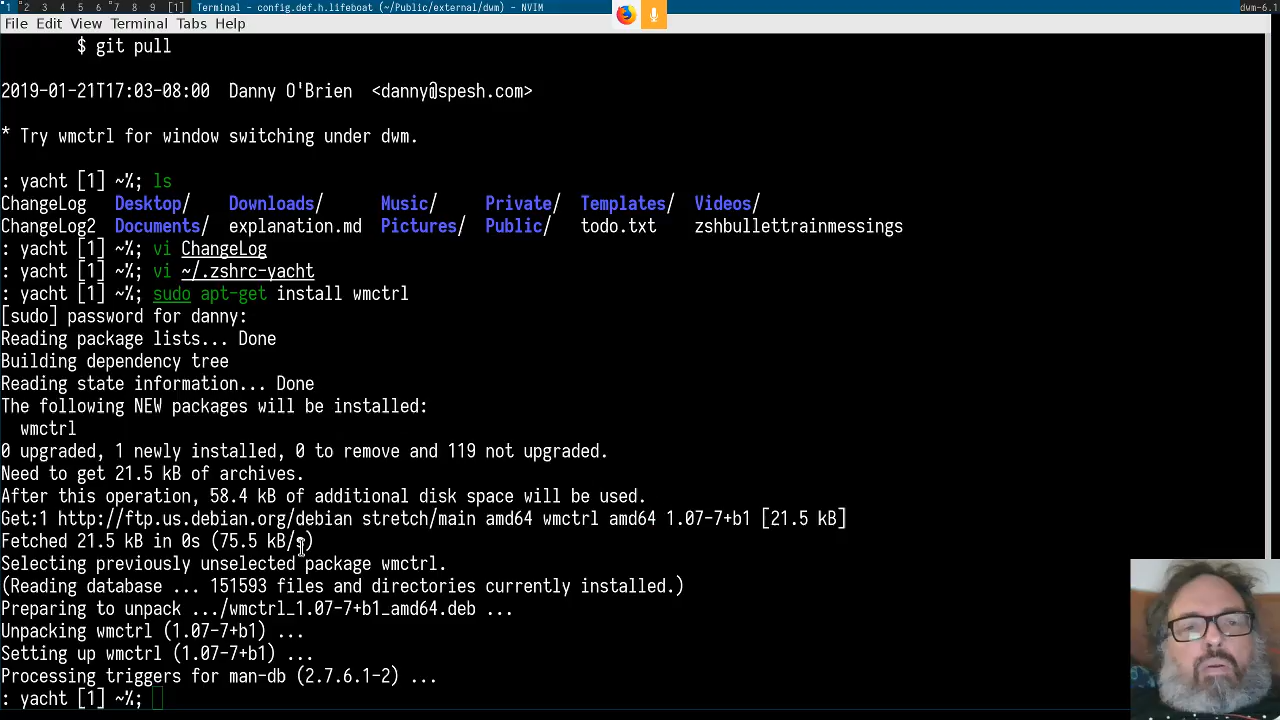 1 2 3 4 5 6 7 8 9 [1] Terminal - config.def.h.lifeboat (~/Public/external/dwm) - NVIM dwm-6.1
File Edit View Terminal Tabs Help
$ git pull
2019-01-21T17:03-08:00 Danny O'Brien <danny@spesh.com>
* Try wmctrl for window switching under dwm.
: yacht [1] ~%; ls
ChangeLog Desktop/ Downloads/ Music/ Private/ Templates/ Videos/
ChangeLog2 Documents/ explanation.md Pictures/ Public/ todo.txt zshbullettrainmessings
: yacht [1] ~%; vi ChangeLog
: yacht [1] ~%; vi ~/.zshrc-yacht
: yacht [1] ~%; sudo apt-get install wmctrl
[sudo] password for danny:
Reading package lists... Done
Building dependency tree
Reading state information... Done
The following NEW packages will be installed:
wmctrl
0 upgraded, 1 newly installed, 0 to remove and 119 not upgraded.
Need to get 21.5 kB of archives.
After this operation, 58.4 kB of additional disk space will be used.
Get:1 http://ftp.us.debian.org/debian stretch/main amd64 wmctrl amd64 1.07-7+b1 [21.5 kB]
Fetched 21.5 kB in 0s (75.5 kB/s)
Selecting previously unselected package wmctrl.
(Reading database ... 151593 files and directories currently installed.)
Preparing to unpack .../wmctrl_1.07-7+b1_amd64.deb ...
Unpacking wmctrl (1.07-7+b1) ...
Setting up wmctrl (1.07-7+b1) ...
Processing triggers for man-db (2.7.6.1-2) ...
: yacht [1] ~%;